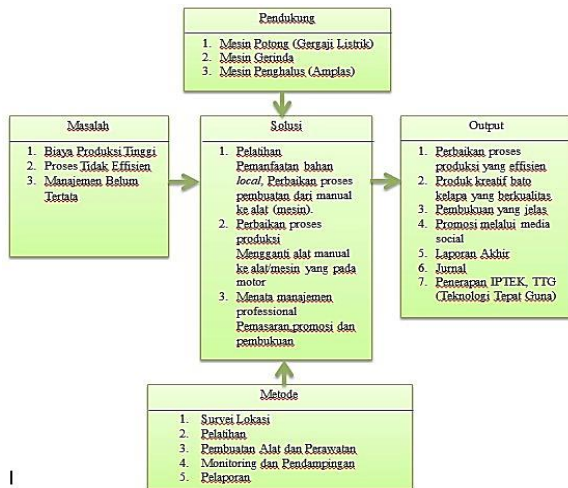 Pendukung
1. Mesin Potong (Gergaji Listrik)
2. Mesin Gerinda
3. Mesin Penghalus (Amplas)
Masalah
1. Biaya Produksi Tinggi
2. Proses Tidak Effisien
3. Manajemen Belum
Tertata
Solusi
1. Pelatihan
Pemanfaatan bahan
local, Perbaikan proses
pembuatan dari manual
ke alat (mesin).
2. Perbaikan proses
produksi
Mengganti alat manual
ke alat/mesin yang pada
motor
3. Menata manajemen
professional
Pemasaran,promosi dan
pembukuan
Output
1. Perbaikan proses
produksi yang effisien
2. Produk kreatif bato
kelapa yang berkualitas
3. Pembukuan yang jelas
4. Promosi melalui media
social
5. Laporan Akhir
6. Jurnal
7. Penerapan IPTEK, TTG
(Teknologi Tepat Guna)
Metode
1. Survei Lokasi
2. Pelatihan
3. Pembuatan Alat dan Perawatan
4. Monitoring dan Pendampingan
5. Pelaporan